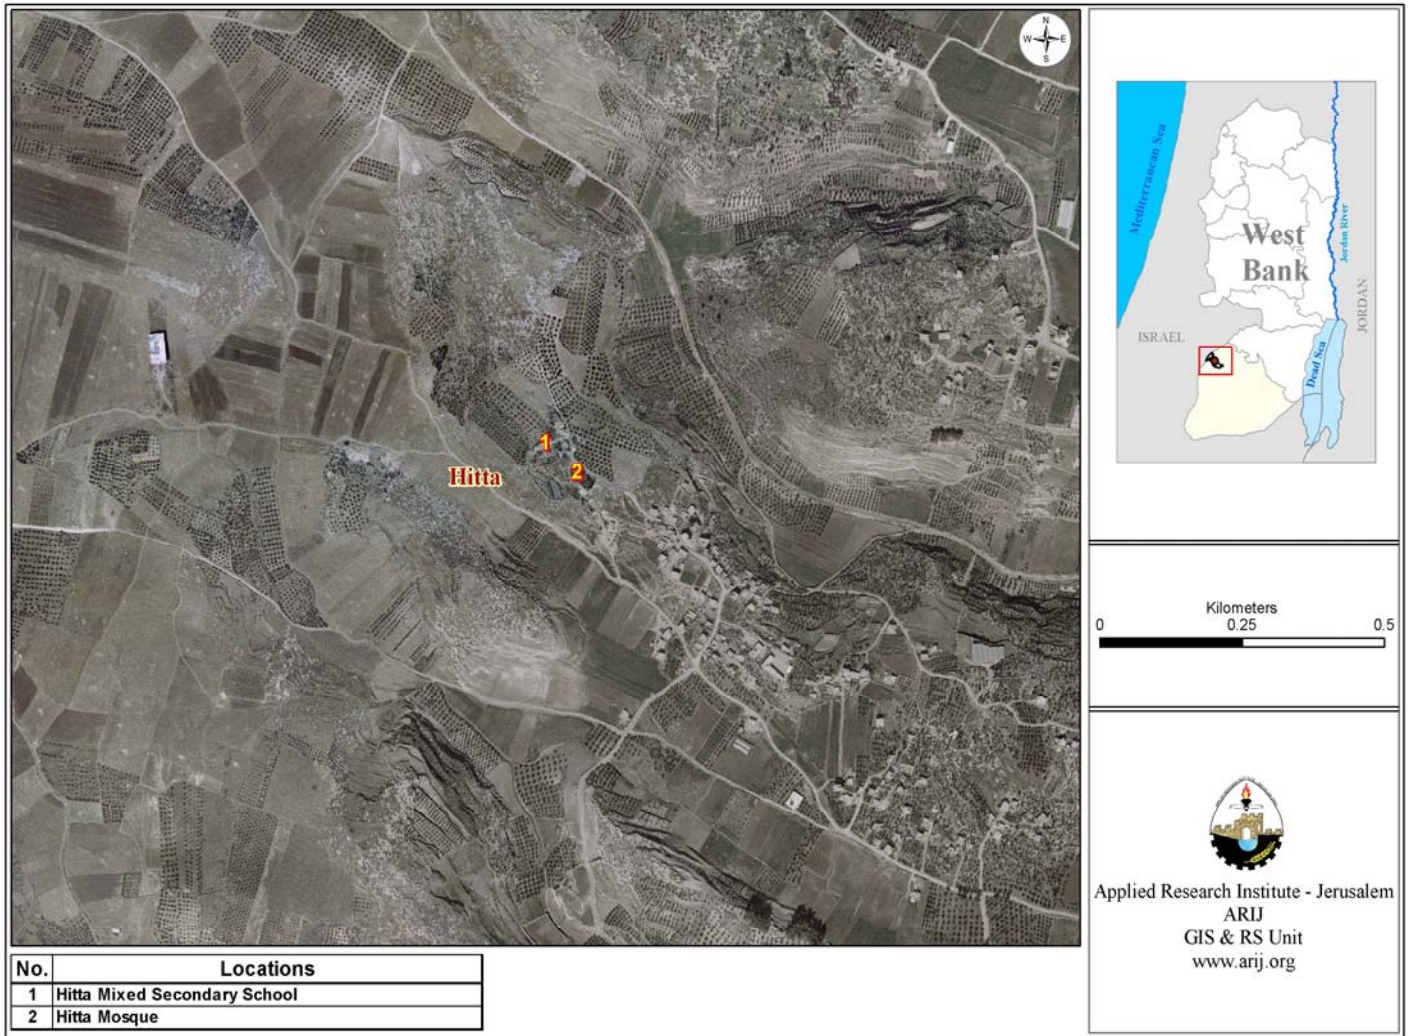 N
W E
S
1
2
Hitta
Mediterranean Sea
West
Bank
Jordan River
JORDAN
ISRAEL
Dead Sea
Kilometers
0 0.25 0.5
Applied Research Institute - Jerusalem
ARIJ
GIS & RS Unit
www.arij.org
No. Locations
1 Hitta Mixed Secondary School
2 Hitta Mosque